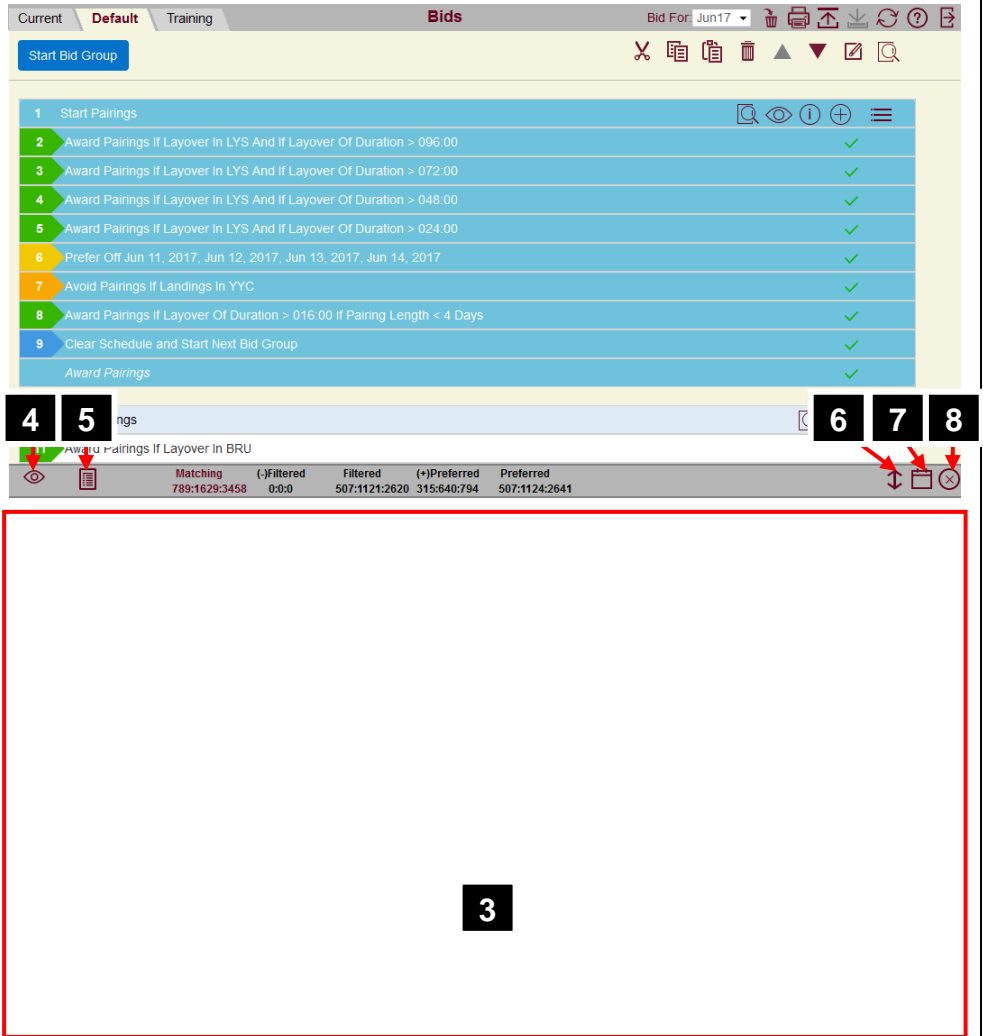 Current Default Training Bids Bid For: Jun17
Start Bid Group
1 Start Pairings
2 Award Pairings If Layover In LYS And If Layover Of Duration > 096:00
3 Award Pairings If Layover In LYS And If Layover Of Duration > 072:00
4 Award Pairings If Layover In LYS And If Layover Of Duration > 048:00
5 Award Pairings If Layover In LYS And If Layover Of Duration > 024:00
6 Prefer Off Jun 11, 2017, Jun 12, 2017, Jun 13, 2017, Jun 14, 2017
7 Avoid Pairings If Landings In YYC
8 Award Pairings If Layover Of Duration > 016:00 If Pairing Length < 4 Days
9 Clear Schedule and Start Next Bid Group
Award Pairings
4 5 ngs 6 7 8
Award Pairings If Layover In BRU
Matching (-)Filtered Filtered (+)Preferred Preferred
789:1629:3458 0:0:0 507:1121:2620 315:640:794 507:1124:2641
3